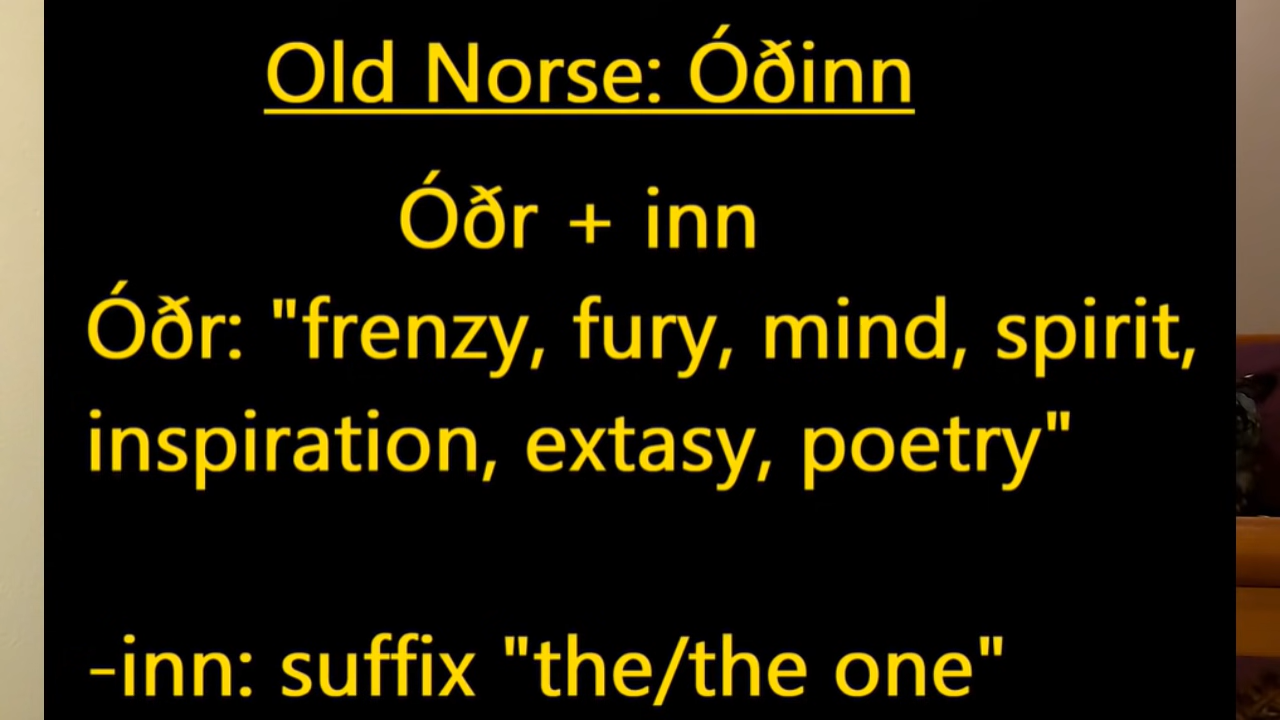 Old Norse: Óðinn
Óðr + inn
Óðr: "frenzy, fury, mind, spirit,
inspiration, extasy, poetry"
-inn: suffix "the/the one"